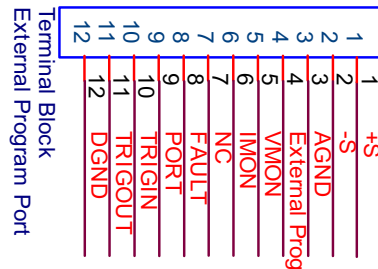 1 1 +S
2 2 -S
3 3 AGND
4 4 External Prog
5 5 VMON
6 6 IMON
7 7 NC
8 8 FAULT
9 9 PORT
10 10 TRIGIN
11 11 TRIGOUT
12 12 DGND
Terminal Block
External Program Port